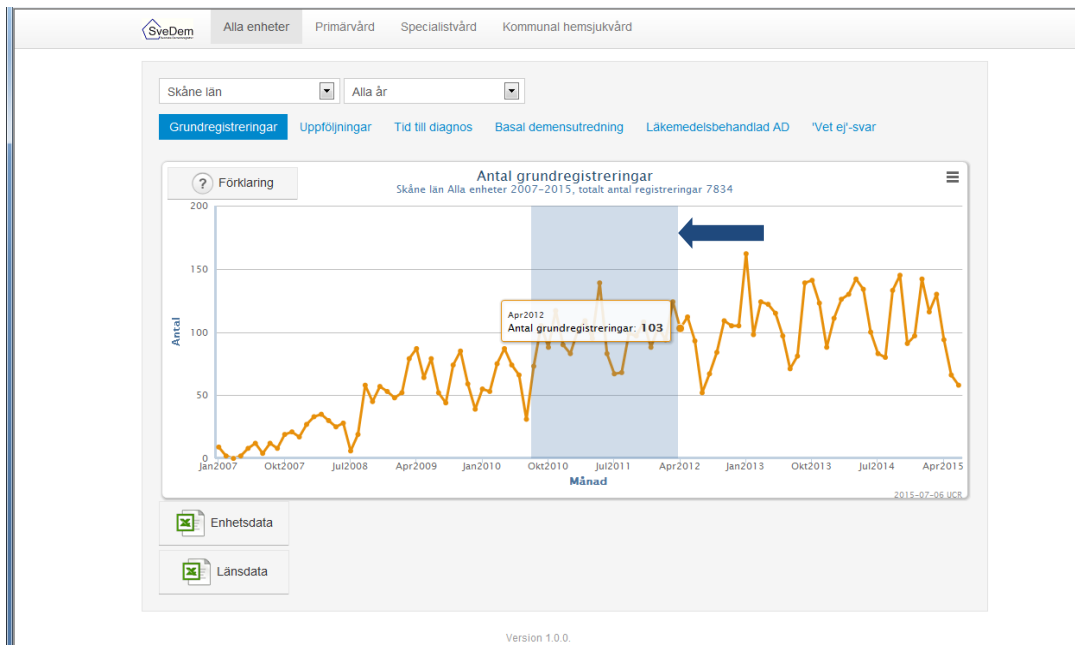 SveDem
Alla enheter
Primärvård
Specialistvård
Kommunal hemsjukvård
Skåne län
Alla år
Grundregistreringar
Uppföljningar
Tid till diagnos
Basal demensutredning
Läkemedelsbehandlad AD
'Vet ej'-svar
? Förklaring
Antal grundregistreringar
Skåne län Alla enheter 2007-2015, totalt antal registreringar 7834
200
150
100
50
0
Antal
Apr2012
Antal grundregistreringar: 103
Jan2007 Okt2007 Jul2008 Apr2009 Jan2010 Okt2010 Jul2011 Apr2012 Jan2013 Okt2013 Jul2014 Apr2015
Månad
2015-07-06 UCR
Enhetsdata
Länsdata
Version 1.0.0.